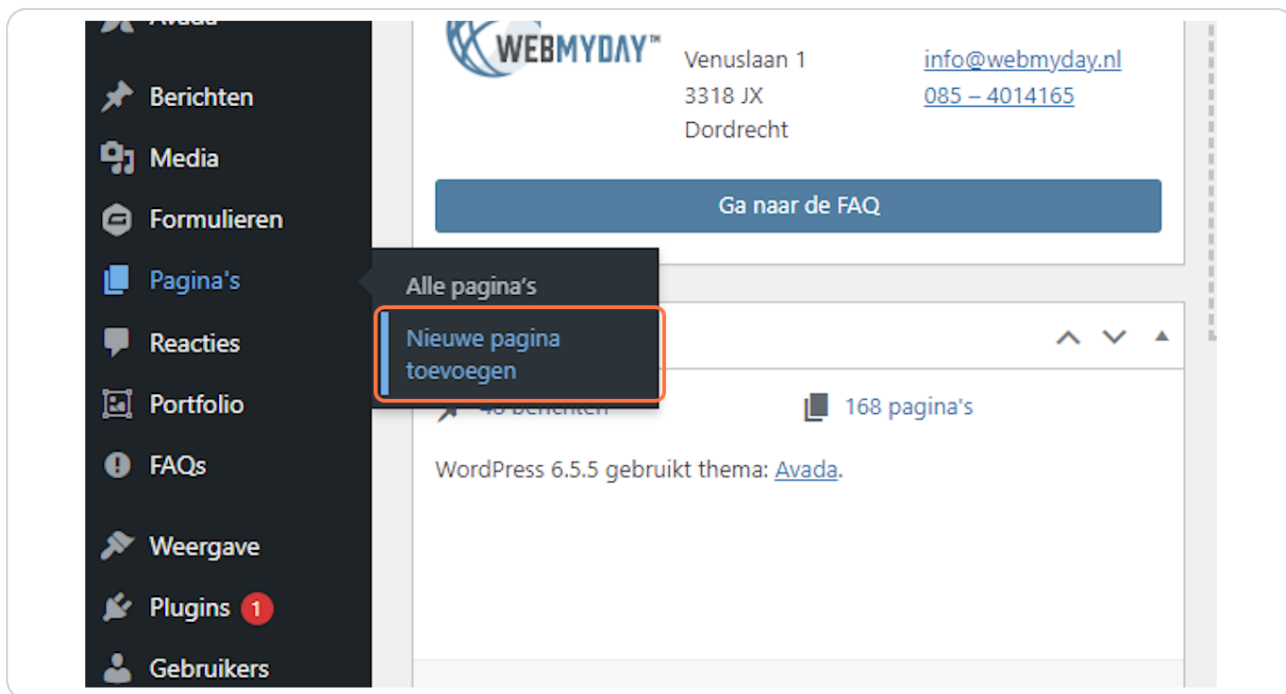 Avada
Berichten
Media
Formulieren
Pagina's
Reacties
Portfolio
FAQs
Weergave
Plugins 1
Gebruikers
Alle pagina's
Nieuwe pagina
toevoegen
WEBMYDAY™
Venuslaan 1
3318 JX
Dordrecht
info@webmyday.nl
085 – 4014165
Ga naar de FAQ
48 berichten
168 pagina's
WordPress 6.5.5 gebruikt thema: Avada.